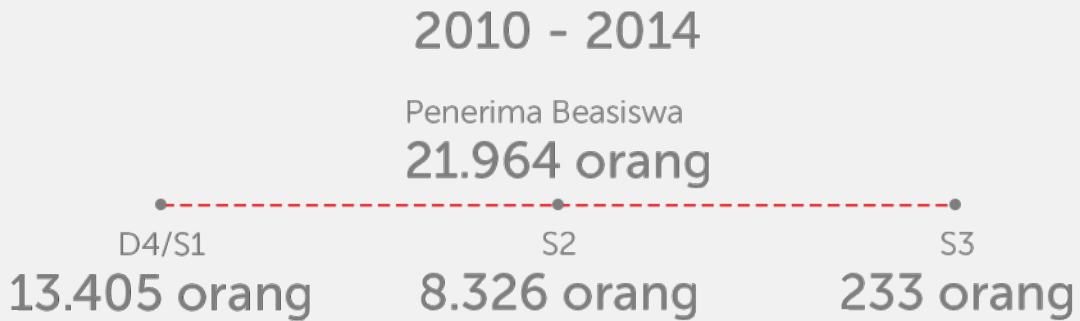 2010 - 2014
Penerima Beasiswa
21.964 orang
D4/S1
S2
S3
13.405 orang
8.326 orang
233 orang